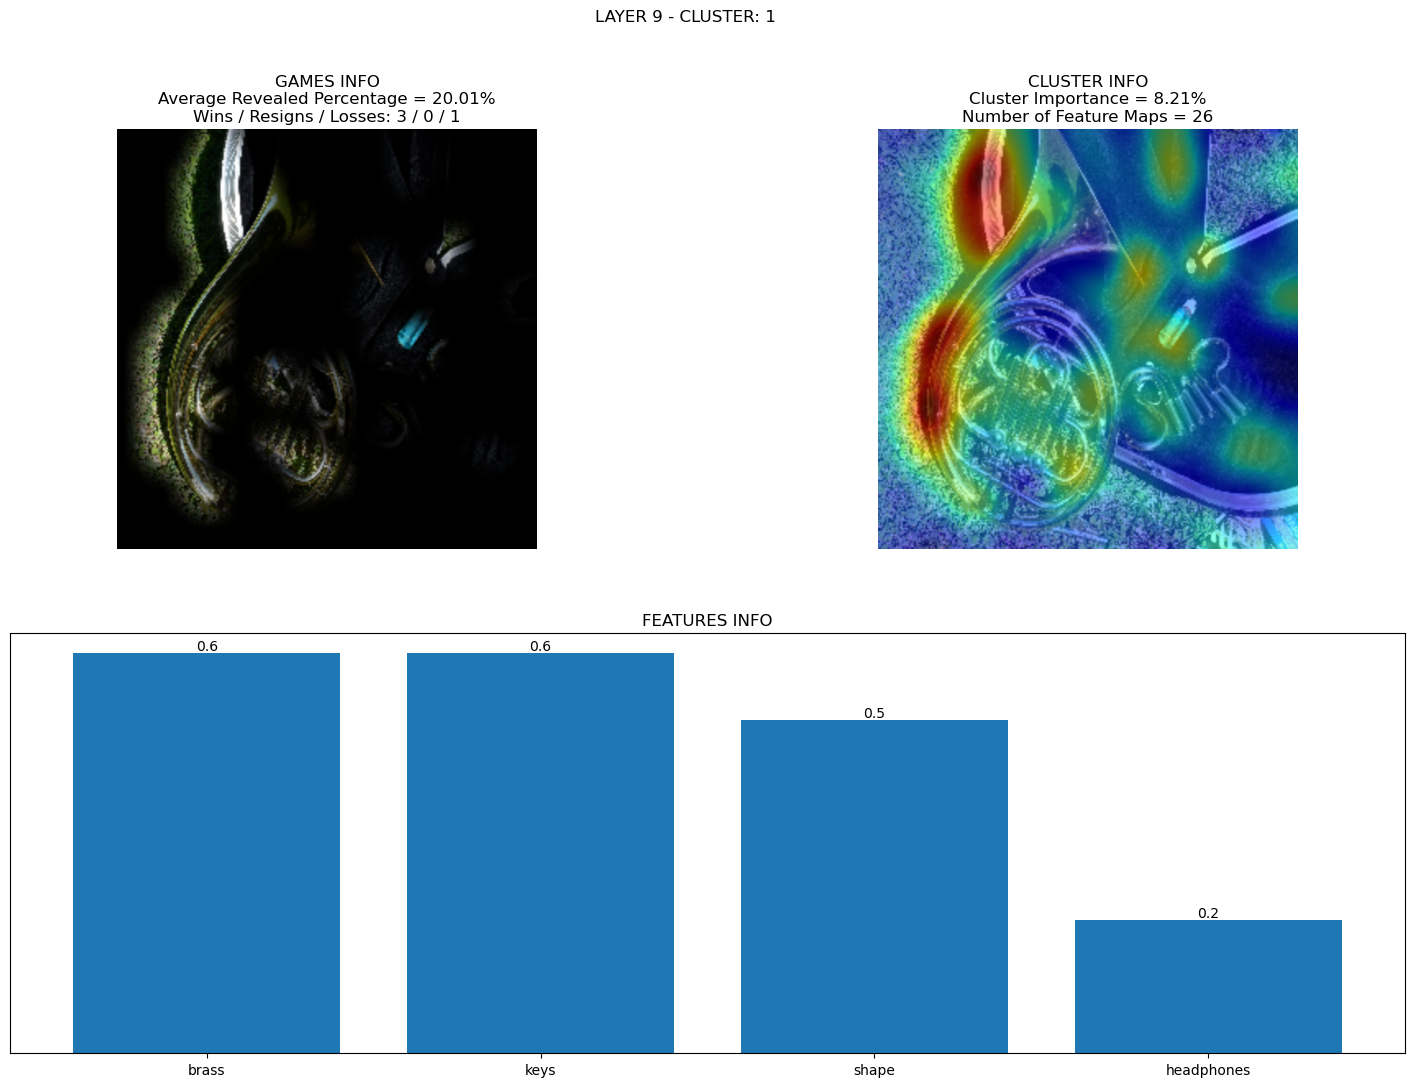 LAYER 9 - CLUSTER: 1
GAMES INFO
Average Revealed Percentage = 20.01%
Wins / Resigns / Losses: 3 / 0 / 1
CLUSTER INFO
Cluster Importance = 8.21%
Number of Feature Maps = 26
FEATURES INFO
0.6
0.6
0.5
0.2
brass
keys
shape
headphones